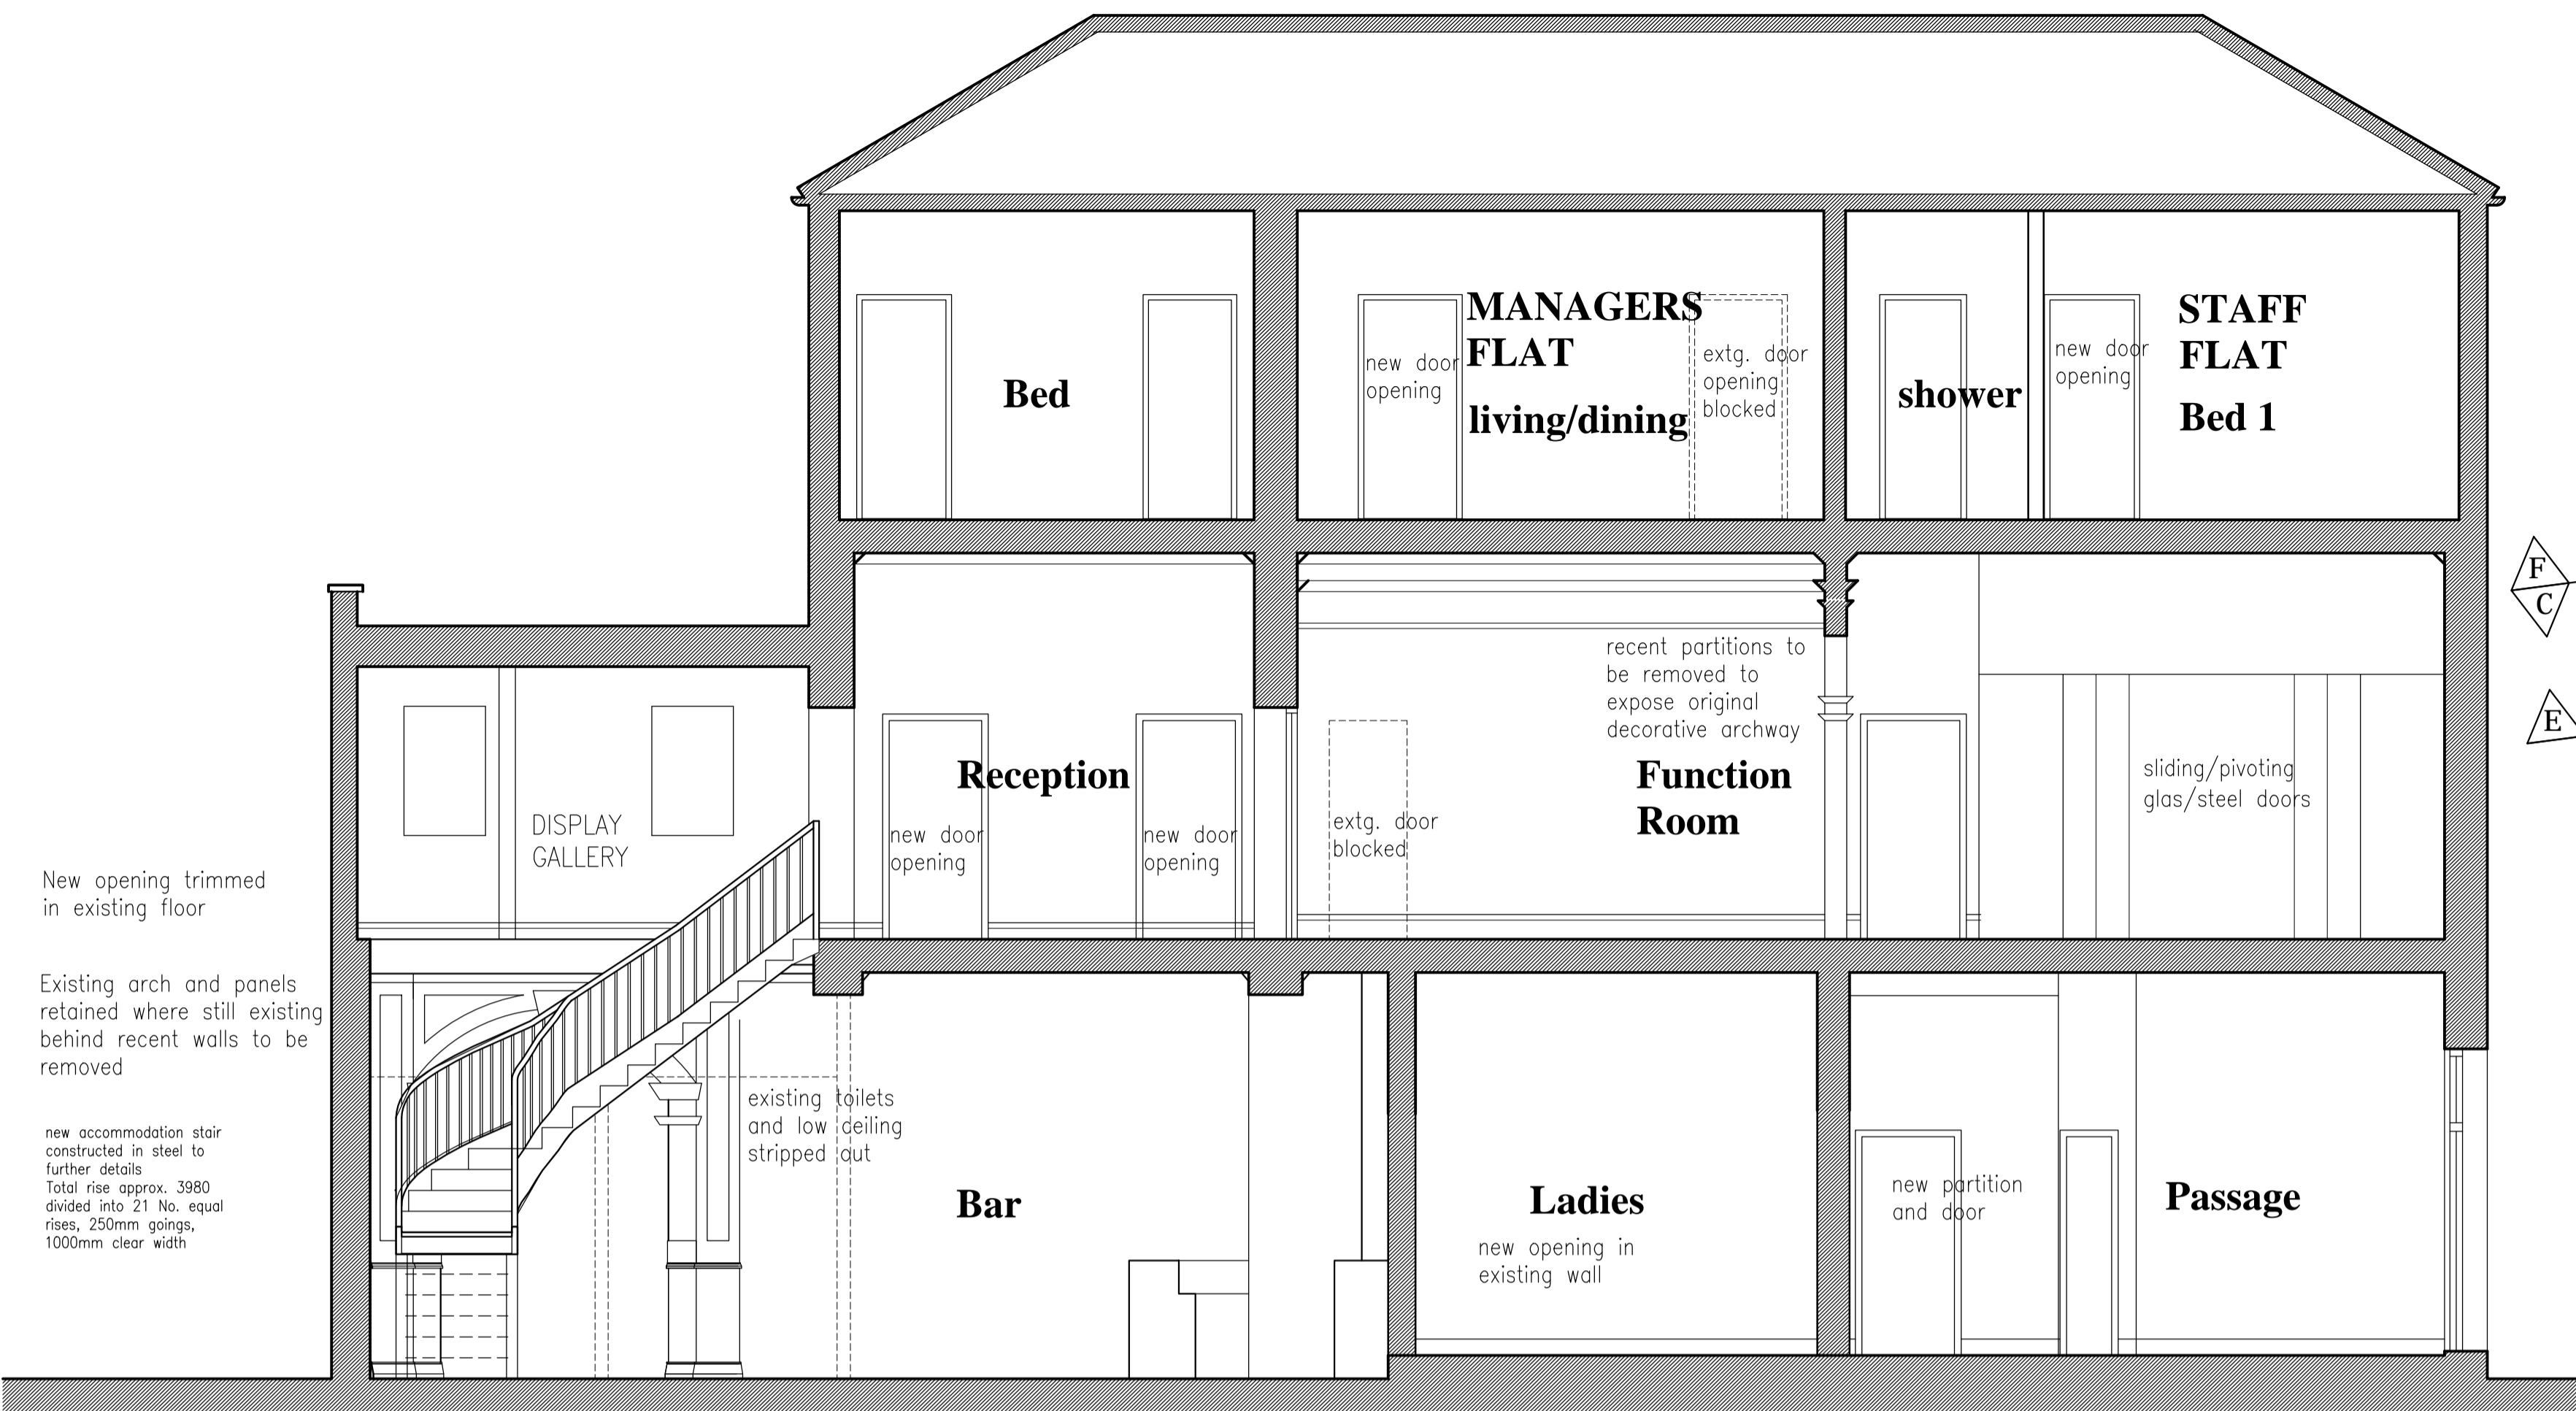 MANAGERS
FLAT
living/dining
new door
opening
extg. door
opening
blocked
Bed
shower
new door
opening
STAFF
FLAT
Bed 1
F
C
E
recent partitions to
be removed to
expose original
decorative archway
Function
Room
Reception
new door
opening
new door
opening
extg. door
blocked
sliding/pivoting
glas/steel doors
DISPLAY
GALLERY
New opening trimmed
in existing floor
Existing arch and panels
retained where still existing
behind recent walls to be
removed
new accommodation stair
constructed in steel to
further details
Total rise approx. 3980
divided into 21 No. equal
rises, 250mm goings,
1000mm clear width
existing toilets
and low ceiling
stripped out
Bar
Ladies
new opening in
existing wall
new partition
and door
Passage